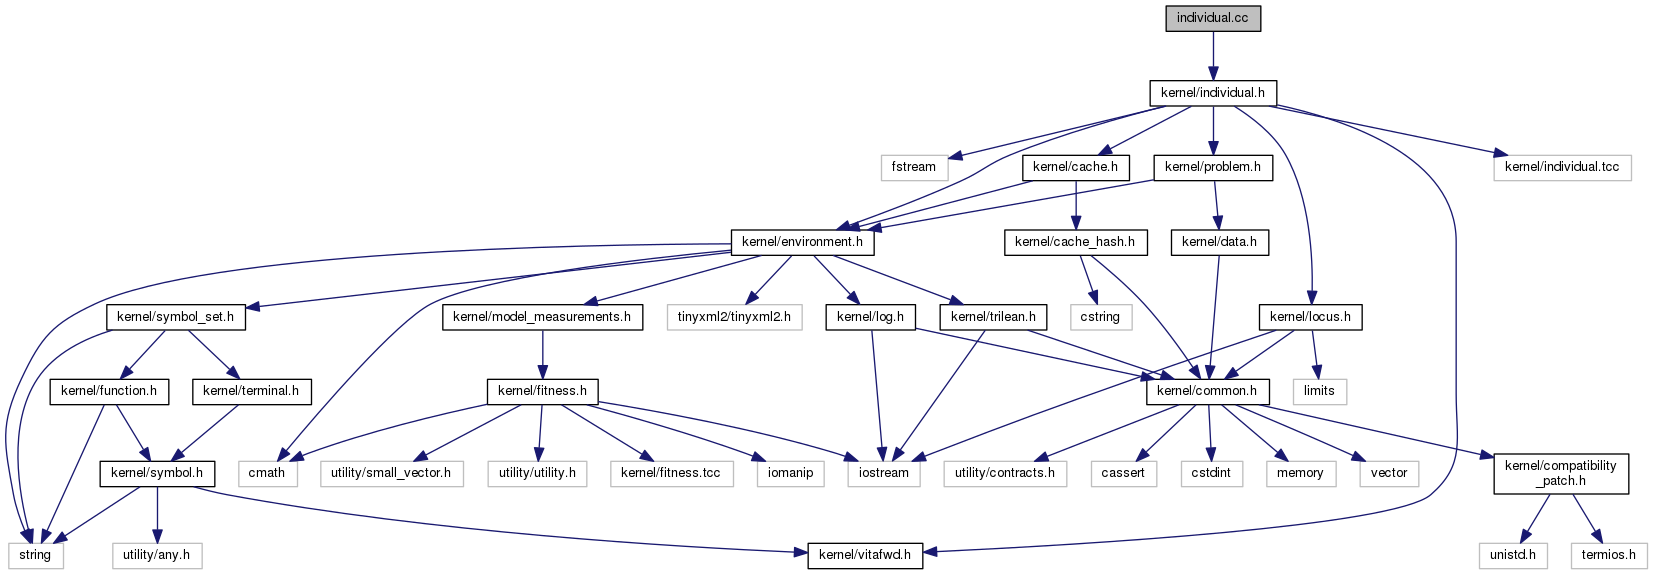 individual.cc
kernel/individual.h
fstream
kernel/cache.h
kernel/problem.h
kernel/individual.tcc
kernel/environment.h
kernel/cache_hash.h
kernel/data.h
kernel/symbol_set.h
kernel/model_measurements.h
tinyxml2/tinyxml2.h
kernel/log.h
kernel/trilean.h
cstring
kernel/locus.h
kernel/function.h
kernel/terminal.h
kernel/fitness.h
kernel/common.h
limits
kernel/symbol.h
cmath
utility/small_vector.h
utility/utility.h
kernel/fitness.tcc
iomanip
iostream
utility/contracts.h
cassert
cstdint
memory
vector
kernel/compatibility
_patch.h
string
utility/any.h
kernel/vitafwd.h
unistd.h
termios.h